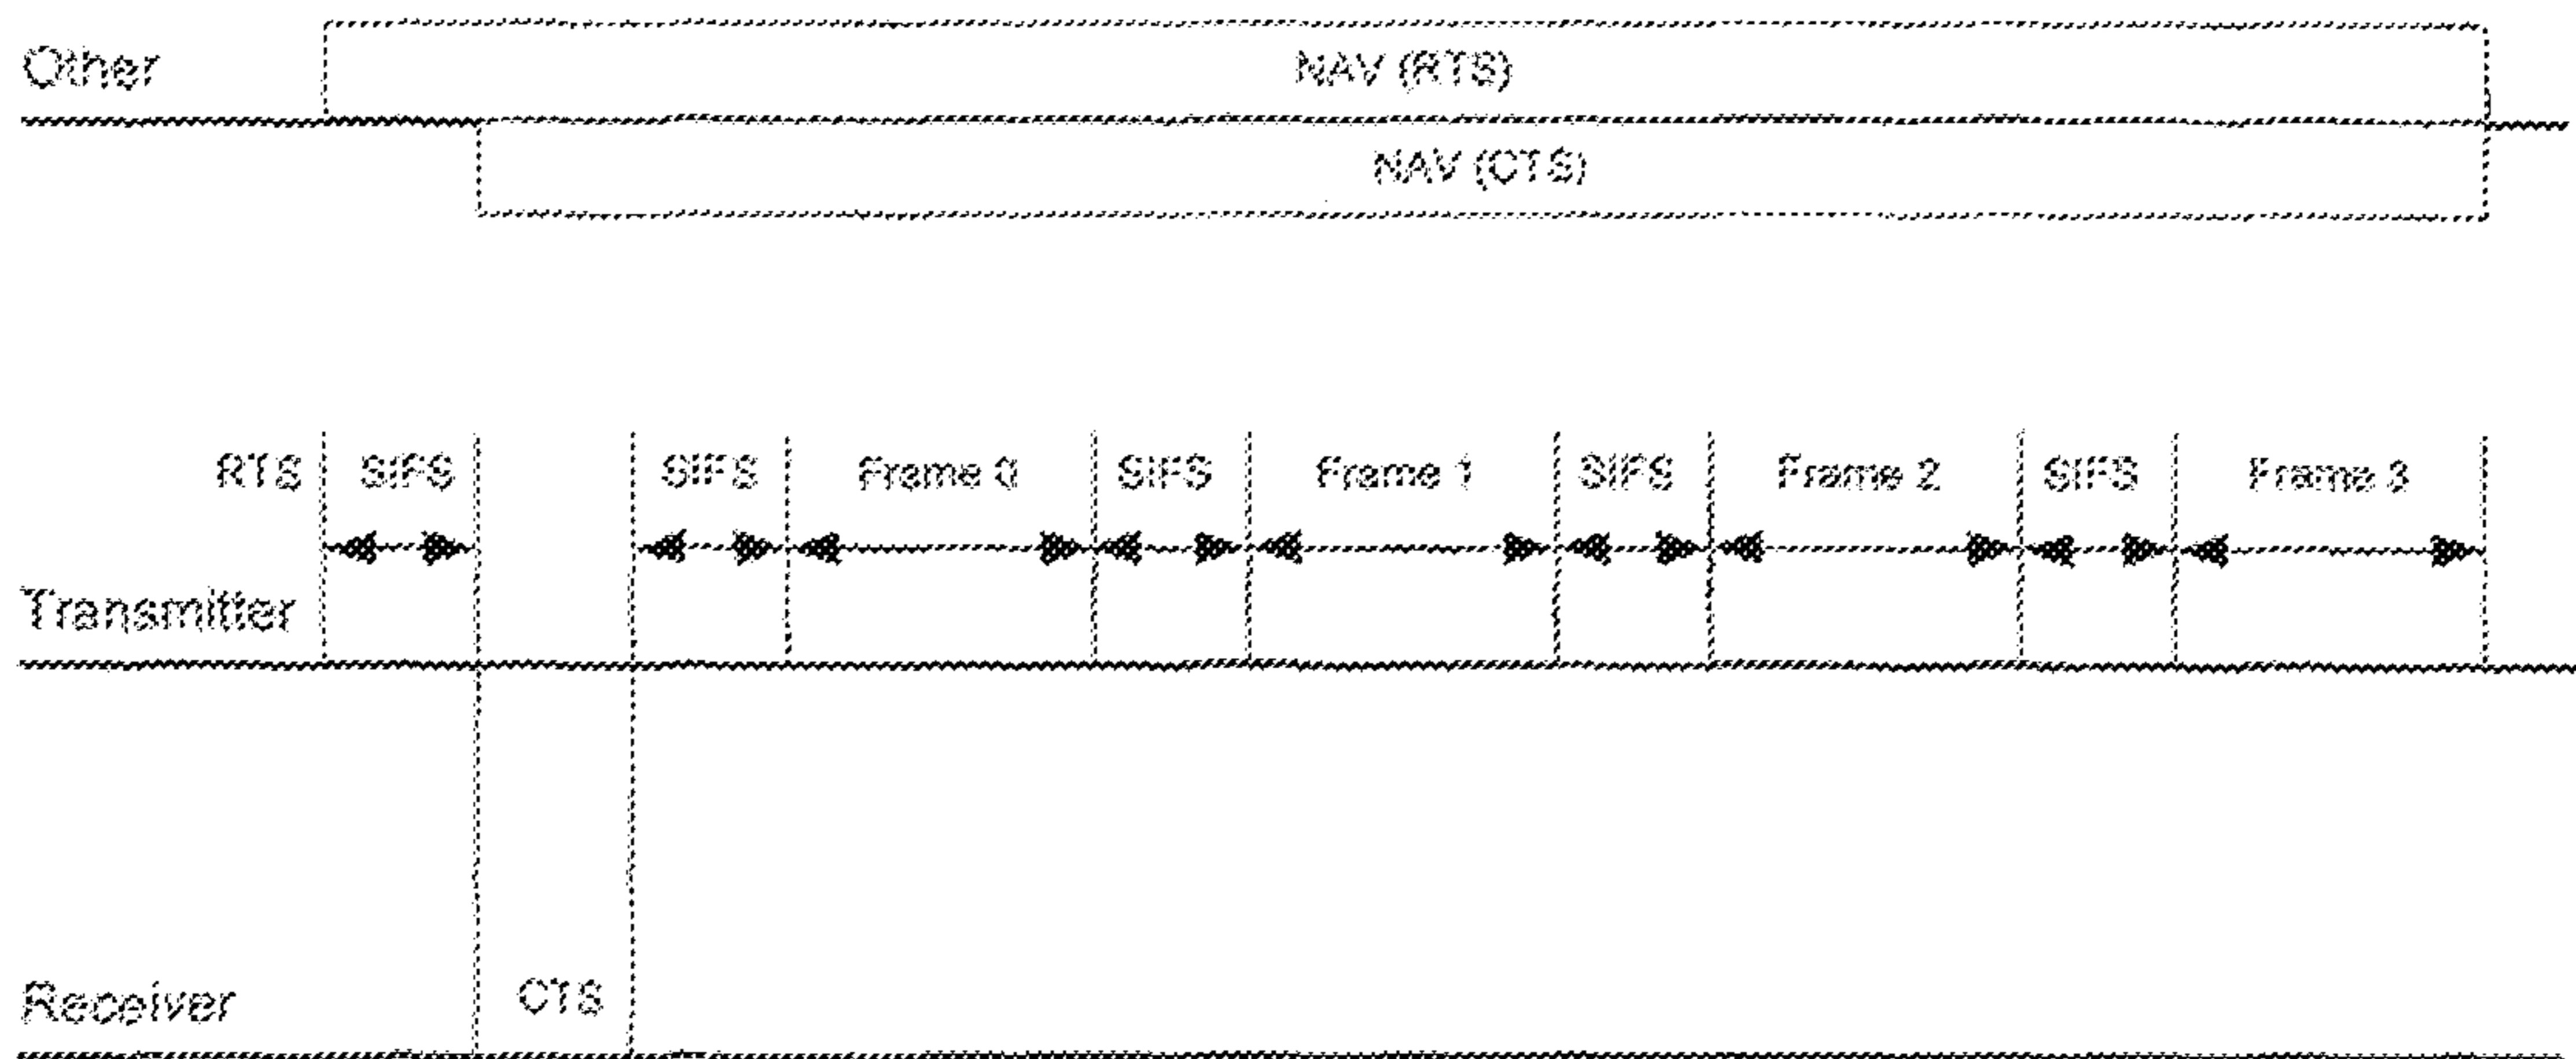 Other
NAV (RTS)
NAV (CTS)
RTS SIFS SIFS Frame 0 SIFS Frame 1 SIFS Frame 2 SIFS Frame 3
Transmitter
Receiver
CTS